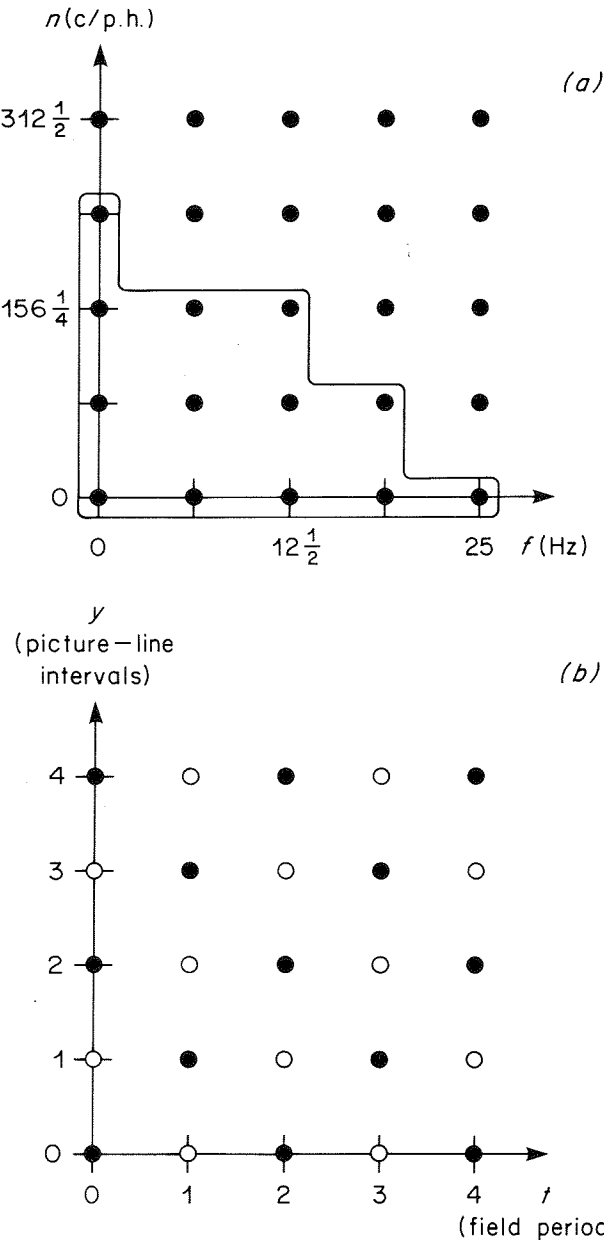 n (c/p.h.)
(a)
312 1/2
156 1/4
0
0
12 1/2
25
f (Hz)
y
(picture–line
intervals)
(b)
4
3
2
1
0
0
1
2
3
4
t
(field period